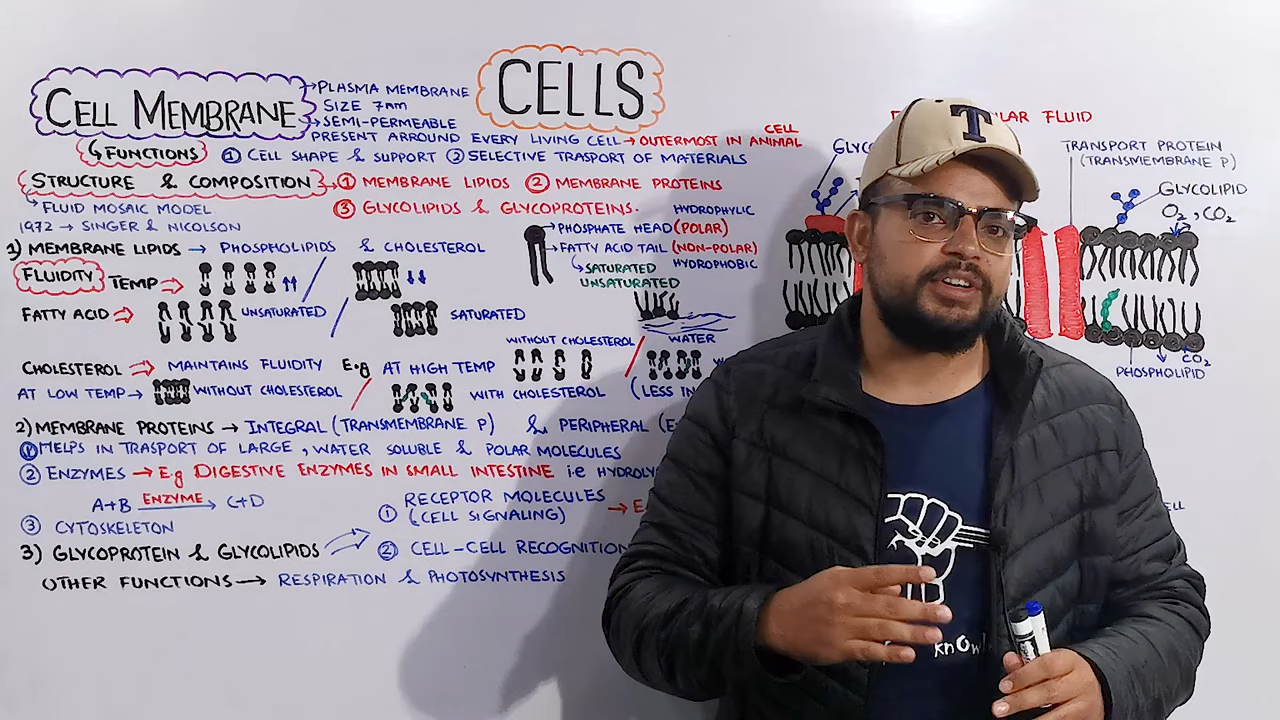 CELLS
CELL MEMBRANE
PLASMA MEMBRANE
SIZE 7nm
SEMI-PERMEABLE
PRESENT ARROUND EVERY LIVING CELL → OUTERMOST IN ANIMAL CELL
FUNCTIONS ① CELL SHAPE & SUPPORT ② SELECTIVE TRASPORT OF MATERIALS
STRUCTURE & COMPOSITION → ① MEMBRANE LIPIDS ② MEMBRANE PROTEINS
③ GLYCOLIPIDS & GLYCOPROTEINS.
FLUID MOSAIC MODEL
1972 → SINGER & NICOLSON
1) MEMBRANE LIPIDS → PHOSPHOLIPIDS & CHOLESTEROL
HYDROPHYLIC
PHOSPHATE HEAD (POLAR)
FATTY ACID TAIL (NON-POLAR)
HYDROPHOBIC
SATURATED
UNSATURATED
FLUIDITY TEMP ⇒ ↑↑ ↓↓
FATTY ACID ⇒ UNSATURATED SATURATED
WATER
CHOLESTEROL ⇒ MAINTAINS FLUIDITY E.g AT HIGH TEMP WITHOUT CHOLESTEROL
AT LOW TEMP → WITHOUT CHOLESTEROL WITH CHOLESTEROL (LESS IN
2) MEMBRANE PROTEINS → INTEGRAL (TRANSMEMBRANE P) & PERIPHERAL (E
① HELPS IN TRASPORT OF LARGE, WATER SOLUBLE & POLAR MOLECULES
② ENZYMES → E.g DIGESTIVE ENZYMES IN SMALL INTESTINE i.e HYDROLY
A+B ENZYME → C+D
③ CYTOSKELETON
3) GLYCOPROTEIN & GLYCOLIPIDS
① RECEPTOR MOLECULES → E
(CELL SIGNALING)
② CELL-CELL RECOGNITION
OTHER FUNCTIONS → RESPIRATION & PHOTOSYNTHESIS
ULAR FLUID
GLYC
TRANSPORT PROTEIN
(TRANSMEMBRANE P)
GLYCOLIPID
O₂, CO₂
CO₂
PHOSPHOLIPID
ELL
T
knOwl